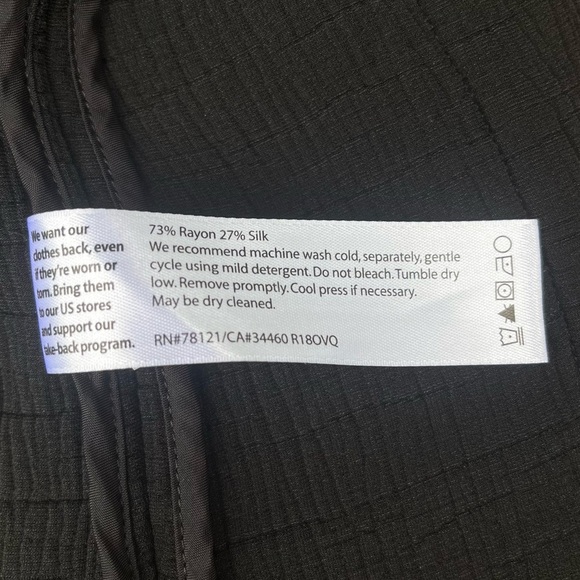 We want our
clothes back, even
if they're worn or
torn. Bring them
to our US stores
and support our
take-back program.
73% Rayon 27% Silk
We recommend machine wash cold, separately, gentle
cycle using mild detergent. Do not bleach. Tumble dry
low. Remove promptly. Cool press if necessary.
May be dry cleaned.
RN#78121/CA#34460 R18OVQ